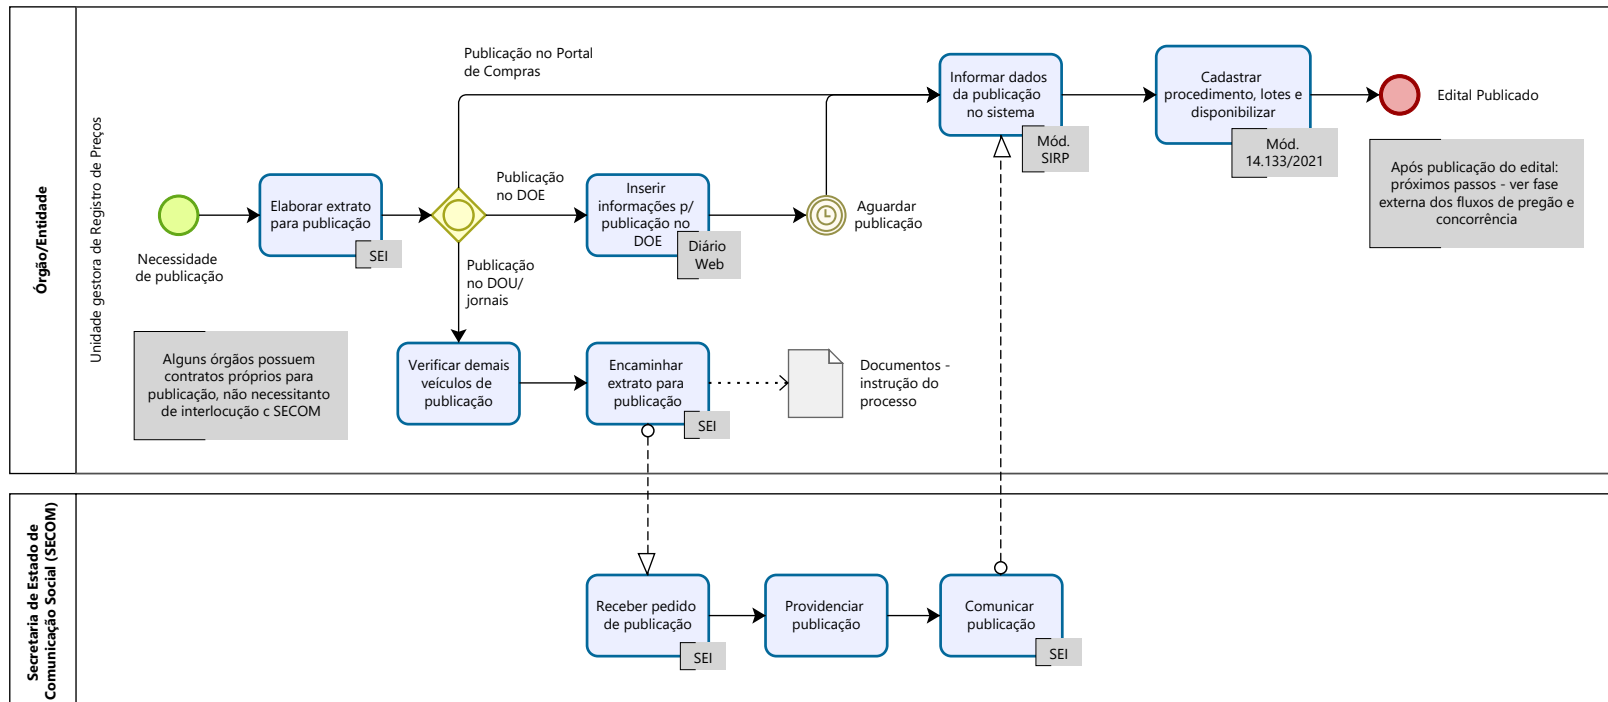 Órgão/Entidade
Unidade gestora de Registro de Preços
Necessidade
de publicação
Elaborar extrato
para publicação
SEI
Publicação no Portal
de Compras
Publicação
no DOE
Publicação
no DOU/
jornais
Inserir
informações p/
publicação no
DOE
Diário
Web
Aguardar
publicação
Informar dados
da publicação
no sistema
Mód.
SIRP
Cadastrar
procedimento, lotes e
disponibilizar
Mód.
14.133/2021
Edital Publicado
Após publicação do edital:
próximos passos - ver fase
externa dos fluxos de pregão e
concorrência
Alguns órgãos possuem
contratos próprios para
publicação, não necessitanto
de interlocução c SECOM
Verificar demais
veículos de
publicação
Encaminhar
extrato para
publicação
SEI
Documentos -
instrução do
processo
Secretaria de Estado de
Comunicação Social (SECOM)
Receber pedido
de publicação
SEI
Providenciar
publicação
Comunicar
publicação
SEI